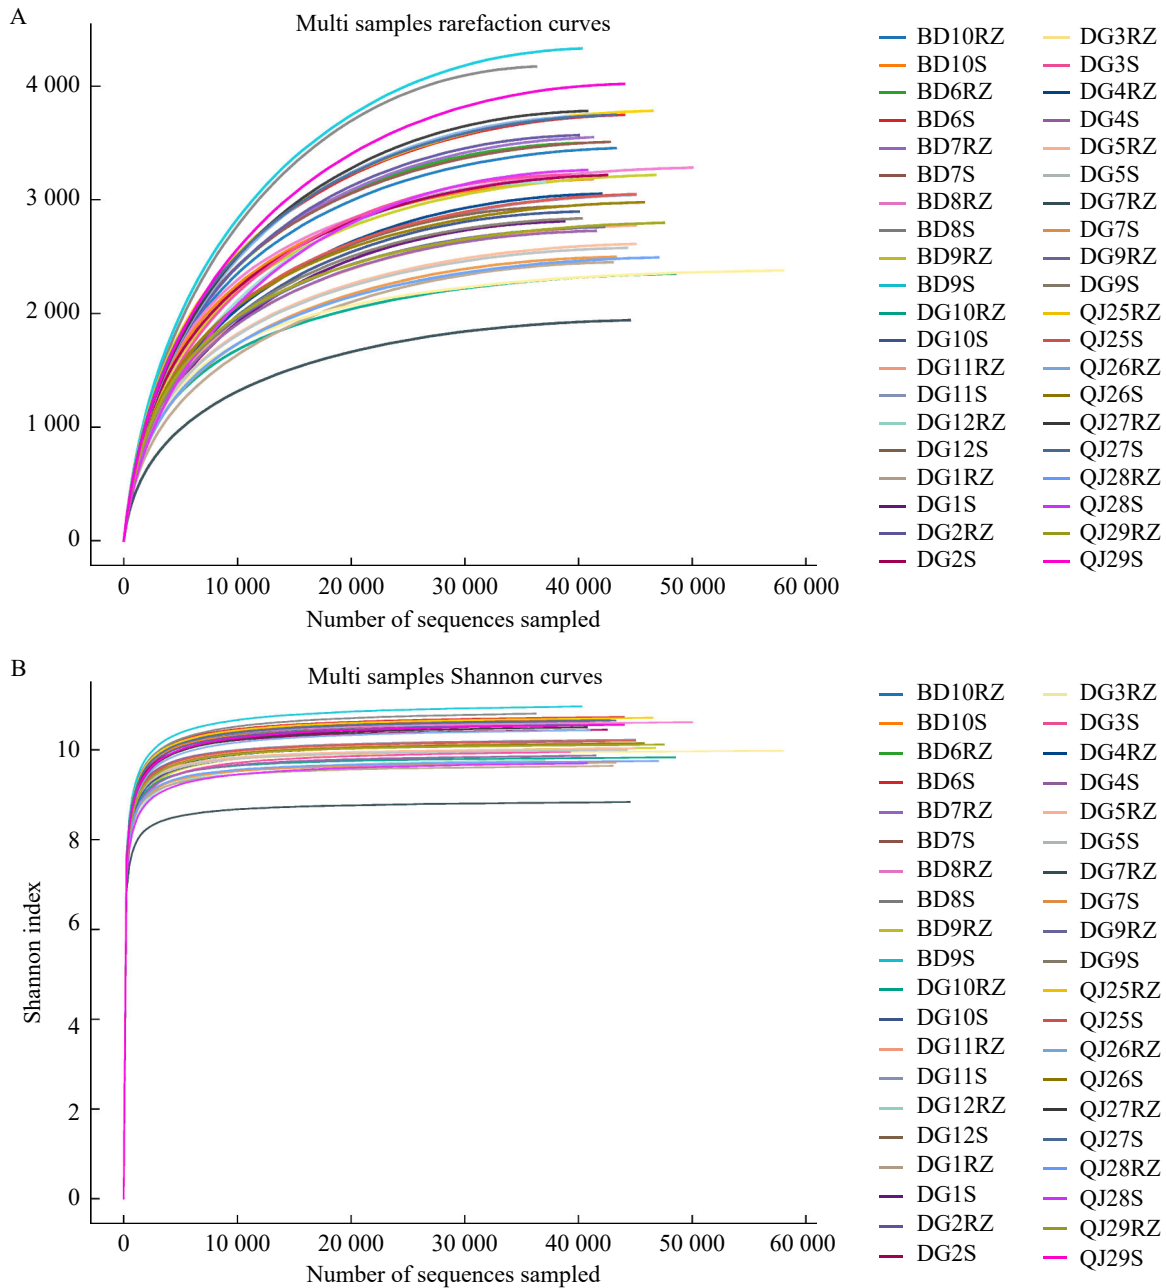 A
Multi samples rarefaction curves
4 000
3 000
2 000
1 000
0
0 10 000 20 000 30 000 40 000 50 000 60 000
Number of sequences sampled
BD10RZ
BD10S
BD6RZ
BD6S
BD7RZ
BD7S
BD8RZ
BD8S
BD9RZ
BD9S
DG10RZ
DG10S
DG11RZ
DG11S
DG12RZ
DG12S
DG1RZ
DG1S
DG2RZ
DG2S
DG3RZ
DG3S
DG4RZ
DG4S
DG5RZ
DG5S
DG7RZ
DG7S
DG9RZ
DG9S
QJ25RZ
QJ25S
QJ26RZ
QJ26S
QJ27RZ
QJ27S
QJ28RZ
QJ28S
QJ29RZ
QJ29S
B
Multi samples Shannon curves
Shannon index
10
8
6
4
2
0
0 10 000 20 000 30 000 40 000 50 000 60 000
Number of sequences sampled
BD10RZ
BD10S
BD6RZ
BD6S
BD7RZ
BD7S
BD8RZ
BD8S
BD9RZ
BD9S
DG10RZ
DG10S
DG11RZ
DG11S
DG12RZ
DG12S
DG1RZ
DG1S
DG2RZ
DG2S
DG3RZ
DG3S
DG4RZ
DG4S
DG5RZ
DG5S
DG7RZ
DG7S
DG9RZ
DG9S
QJ25RZ
QJ25S
QJ26RZ
QJ26S
QJ27RZ
QJ27S
QJ28RZ
QJ28S
QJ29RZ
QJ29S